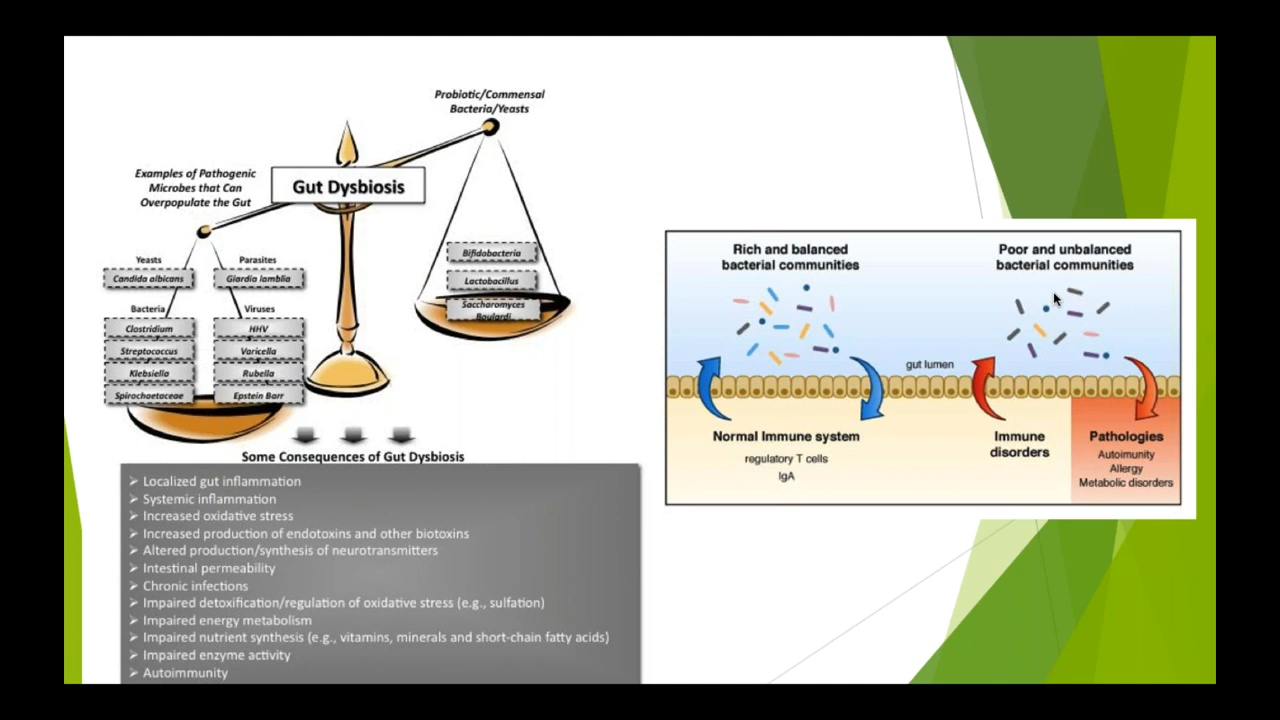 Probiotic/Commensal
Bacteria/Yeasts
Examples of Pathogenic
Microbes that Can
Overpopulate the Gut
Gut Dysbiosis
Yeasts
Candida albicans
Parasites
Giardia lamblia
Bacteria
Clostridium
Streptococcus
Klebsiella
Spirochaetaceae
Viruses
HHV
Varicella
Rubella
Epstein Barr
Bifidobacteria
Lactobacillus
Saccharomyces
Boulardi
Some Consequences of Gut Dysbiosis
➢ Localized gut inflammation
➢ Systemic inflammation
➢ Increased oxidative stress
➢ Increased production of endotoxins and other biotoxins
➢ Altered production/synthesis of neurotransmitters
➢ Intestinal permeability
➢ Chronic infections
➢ Impaired detoxification/regulation of oxidative stress (e.g., sulfation)
➢ Impaired energy metabolism
➢ Impaired nutrient synthesis (e.g., vitamins, minerals and short-chain fatty acids)
➢ Impaired enzyme activity
➢ Autoimmunity
Rich and balanced
bacterial communities
Poor and unbalanced
bacterial communities
gut lumen
Normal Immune system
regulatory T cells
IgA
Immune
disorders
Pathologies
Autoimunity
Allergy
Metabolic disorders